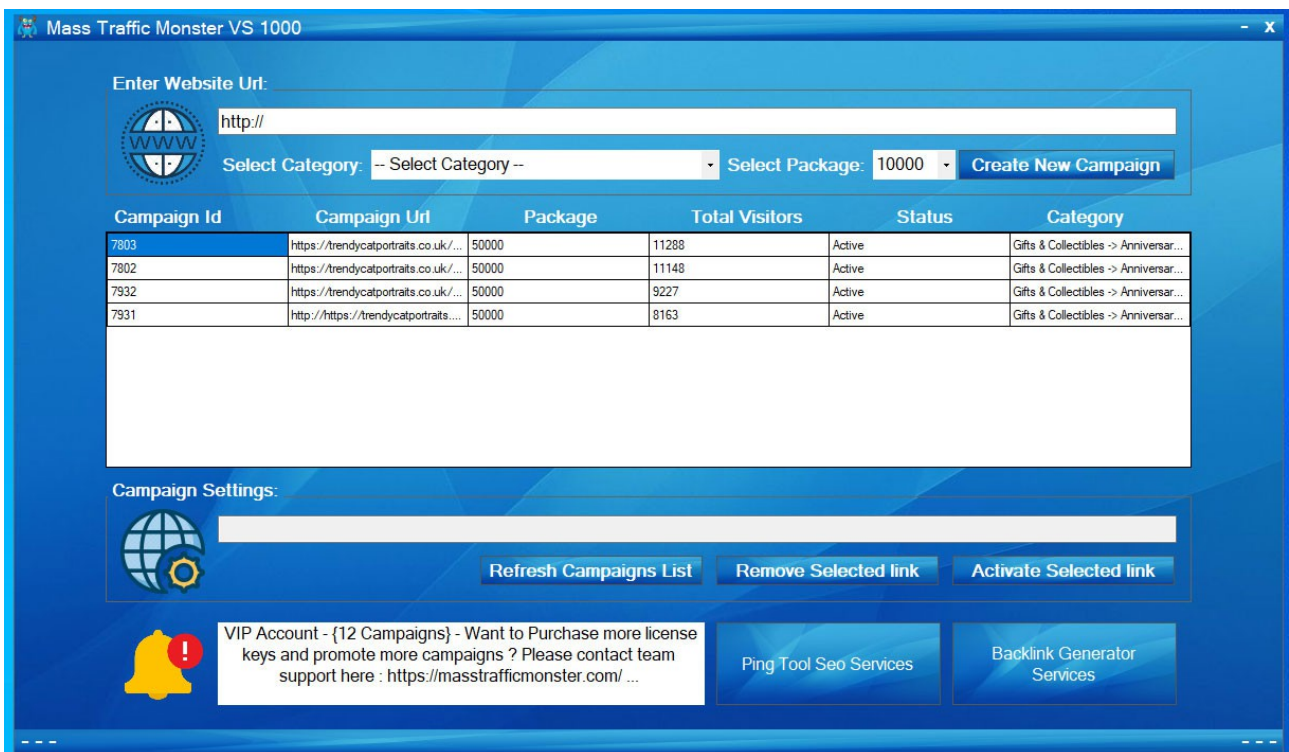 Mass Traffic Monster VS 1000
- X
Enter Website Url:
WWW
http://
Select Category: -- Select Category -- Select Package: 10000 Create New Campaign
Campaign Id Campaign Url Package Total Visitors Status Category
7803 https://trendycatportraits.co.uk/... 50000 11288 Active Gifts & Collectibles -> Anniversar...
7802 https://trendycatportraits.co.uk/... 50000 11148 Active Gifts & Collectibles -> Anniversar...
7932 https://trendycatportraits.co.uk/... 50000 9227 Active Gifts & Collectibles -> Anniversar...
7931 http://https://trendycatportraits.... 50000 8163 Active Gifts & Collectibles -> Anniversar...
Campaign Settings:
Refresh Campaigns List Remove Selected link Activate Selected link
VIP Account - {12 Campaigns} - Want to Purchase more license
keys and promote more campaigns ? Please contact team
support here : https://masstrafficmonster.com/ ...
Ping Tool Seo Services
Backlink Generator
Services
- - - - - -